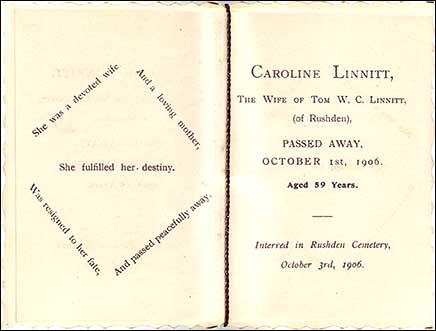 She was a devoted wife
And a loving mother,
She fulfilled her destiny.
Was resigned to her fate,
And passed peacefully away.
CAROLINE LINNITT,
THE WIFE OF TOM W. C. LINNITT,
(of Rushden),
PASSED AWAY,
OCTOBER 1ST, 1906.
Aged 59 Years.
Interred in Rushden Cemetery,
October 3rd, 1906.